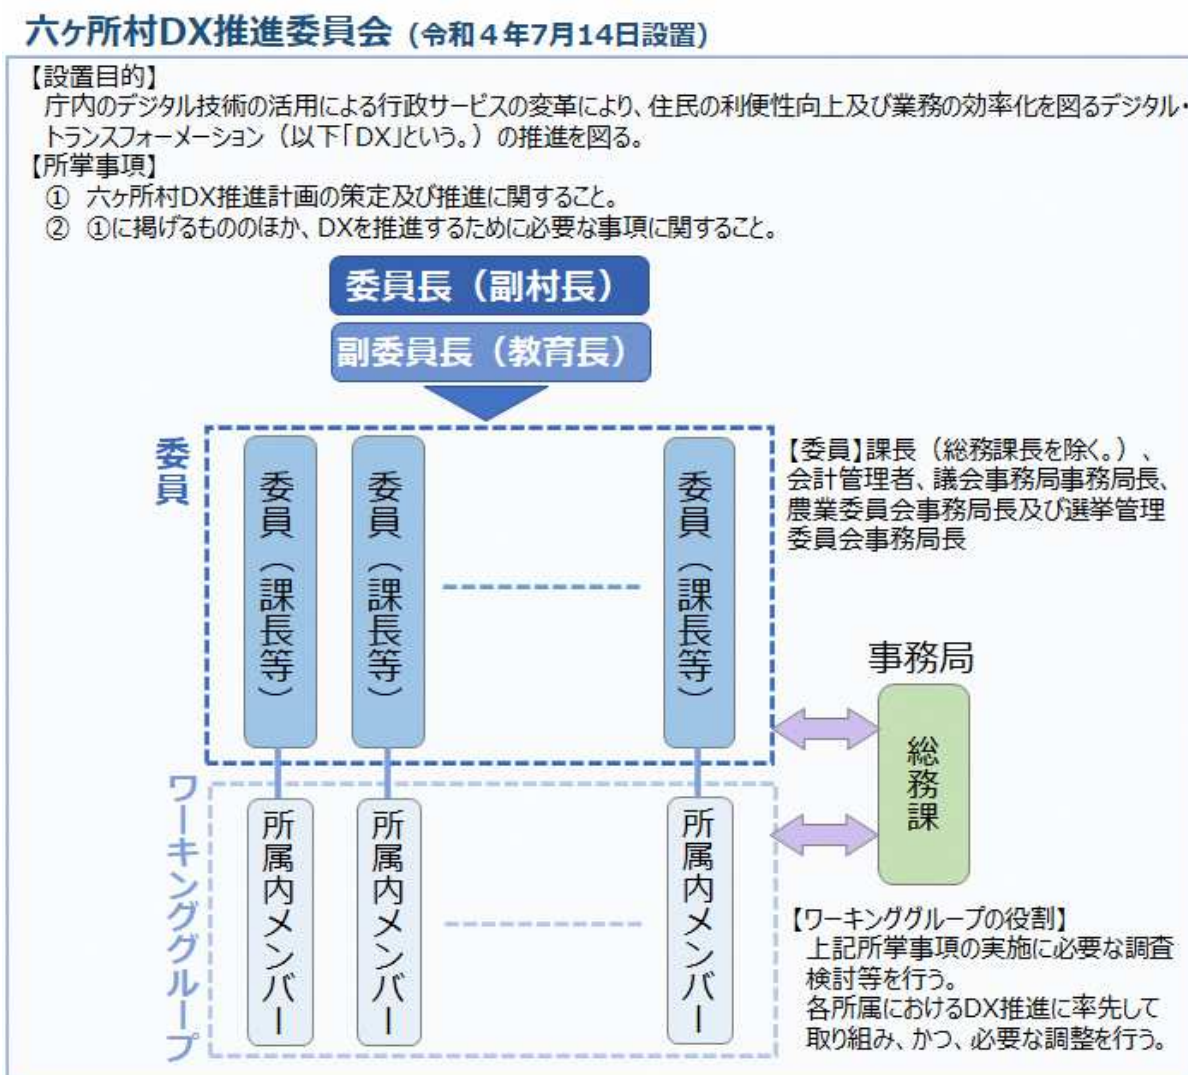 六ヶ所村DX推進委員会（令和４年7月14日設置）
【設置目的】
庁内のデジタル技術の活用による行政サービスの変革により、住民の利便性向上及び業務の効率化を図るデジタル・
トランスフォーメーション（以下「DX」という。）の推進を図る。
【所掌事項】
① 六ヶ所村DX推進計画の策定及び推進に関すること。
② ①に掲げるもののほか、DXを推進するために必要な事項に関すること。
委員長（副村長）
副委員長（教育長）
委員
委員（課長等）
委員（課長等）
委員（課長等）
【委員】課長（総務課長を除く。）、
会計管理者、議会事務局事務局長、
農業委員会事務局長及び選挙管理
委員会事務局長
事務局
総務課
ワーキンググループ
所属内メンバー
所属内メンバー
所属内メンバー
【ワーキンググループの役割】
上記所掌事項の実施に必要な調査
検討等を行う。
各所属におけるDX推進に率先して
取り組み、かつ、必要な調整を行う。